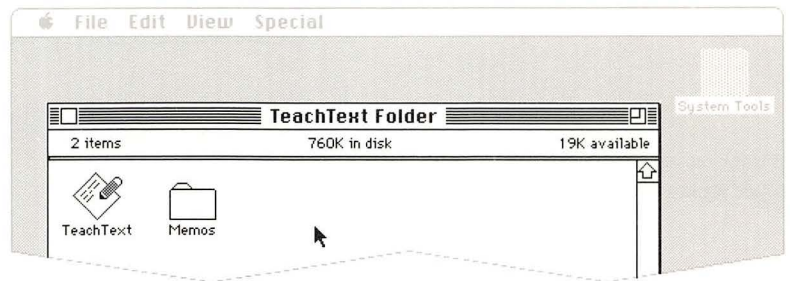 File Edit View Special
System Tools
TeachText Folder
2 items 760K in disk 19K available
TeachText Memos